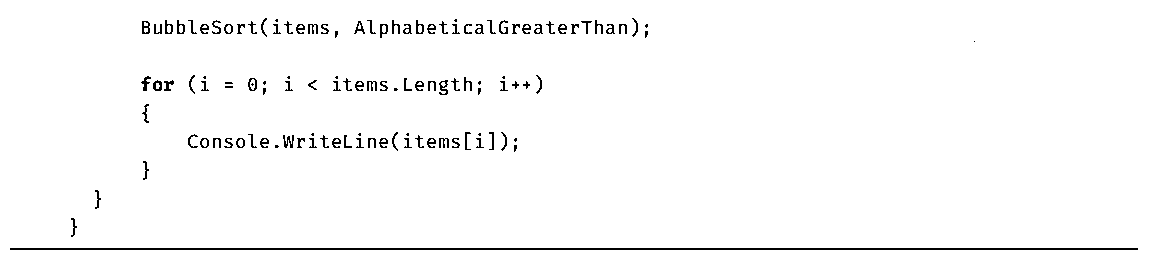 BubbleSort(items, AlphabeticalGreaterThan);
for (i = 0; i < items.Length; i++)
{
Console.WriteLine(items[i]);
}
}
}